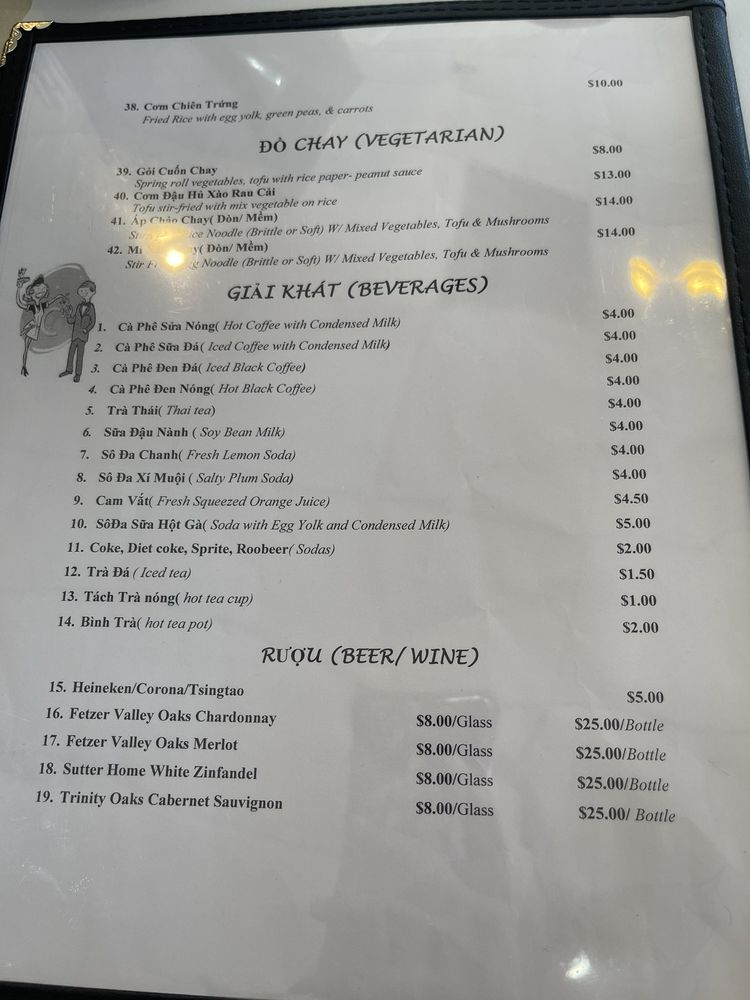 38. Cơm Chiên Trứng $10.00
Fried Rice with egg yolk, green peas, & carrots
ĐỒ CHAY (VEGETARIAN)
39. Gỏi Cuốn Chay $8.00
Spring roll vegetables, tofu with rice paper- peanut sauce
40. Cơm Đậu Hủ Xào Rau Cải $13.00
Tofu stir-fried with mix vegetable on rice
41. Áp Chảo Chay( Dòn/ Mềm) $14.00
Noodle (Brittle or Soft) W/ Mixed Vegetables, Tofu & Mushrooms
42. Mì (Dòn/ Mềm) $14.00
Stir Noodle (Brittle or Soft) W/ Mixed Vegetables, Tofu & Mushrooms
GIẢI KHÁT (BEVERAGES)
1. Cà Phê Sữa Nóng( Hot Coffee with Condensed Milk) $4.00
2. Cà Phê Sữa Đá( Iced Coffee with Condensed Milk) $4.00
3. Cà Phê Đen Đá( Iced Black Coffee) $4.00
4. Cà Phê Đen Nóng( Hot Black Coffee) $4.00
5. Trà Thái( Thai tea) $4.00
6. Sữa Đậu Nành ( Soy Bean Milk) $4.00
7. Sô Đa Chanh( Fresh Lemon Soda) $4.00
8. Sô Đa Xí Muội ( Salty Plum Soda) $4.00
9. Cam Vắt( Fresh Squeezed Orange Juice) $4.50
10. SôĐa Sữa Hột Gà( Soda with Egg Yolk and Condensed Milk) $5.00
11. Coke, Diet coke, Sprite, Roobeer( Sodas) $2.00
12. Trà Đá ( Iced tea) $1.50
13. Tách Trà nóng( hot tea cup) $1.00
14. Bình Trà( hot tea pot) $2.00
RƯỢU (BEER/ WINE)
15. Heineken/Corona/Tsingtao $5.00
16. Fetzer Valley Oaks Chardonnay $8.00/Glass $25.00/Bottle
17. Fetzer Valley Oaks Merlot $8.00/Glass $25.00/Bottle
18. Sutter Home White Zinfandel $8.00/Glass $25.00/Bottle
19. Trinity Oaks Cabernet Sauvignon $8.00/Glass $25.00/ Bottle